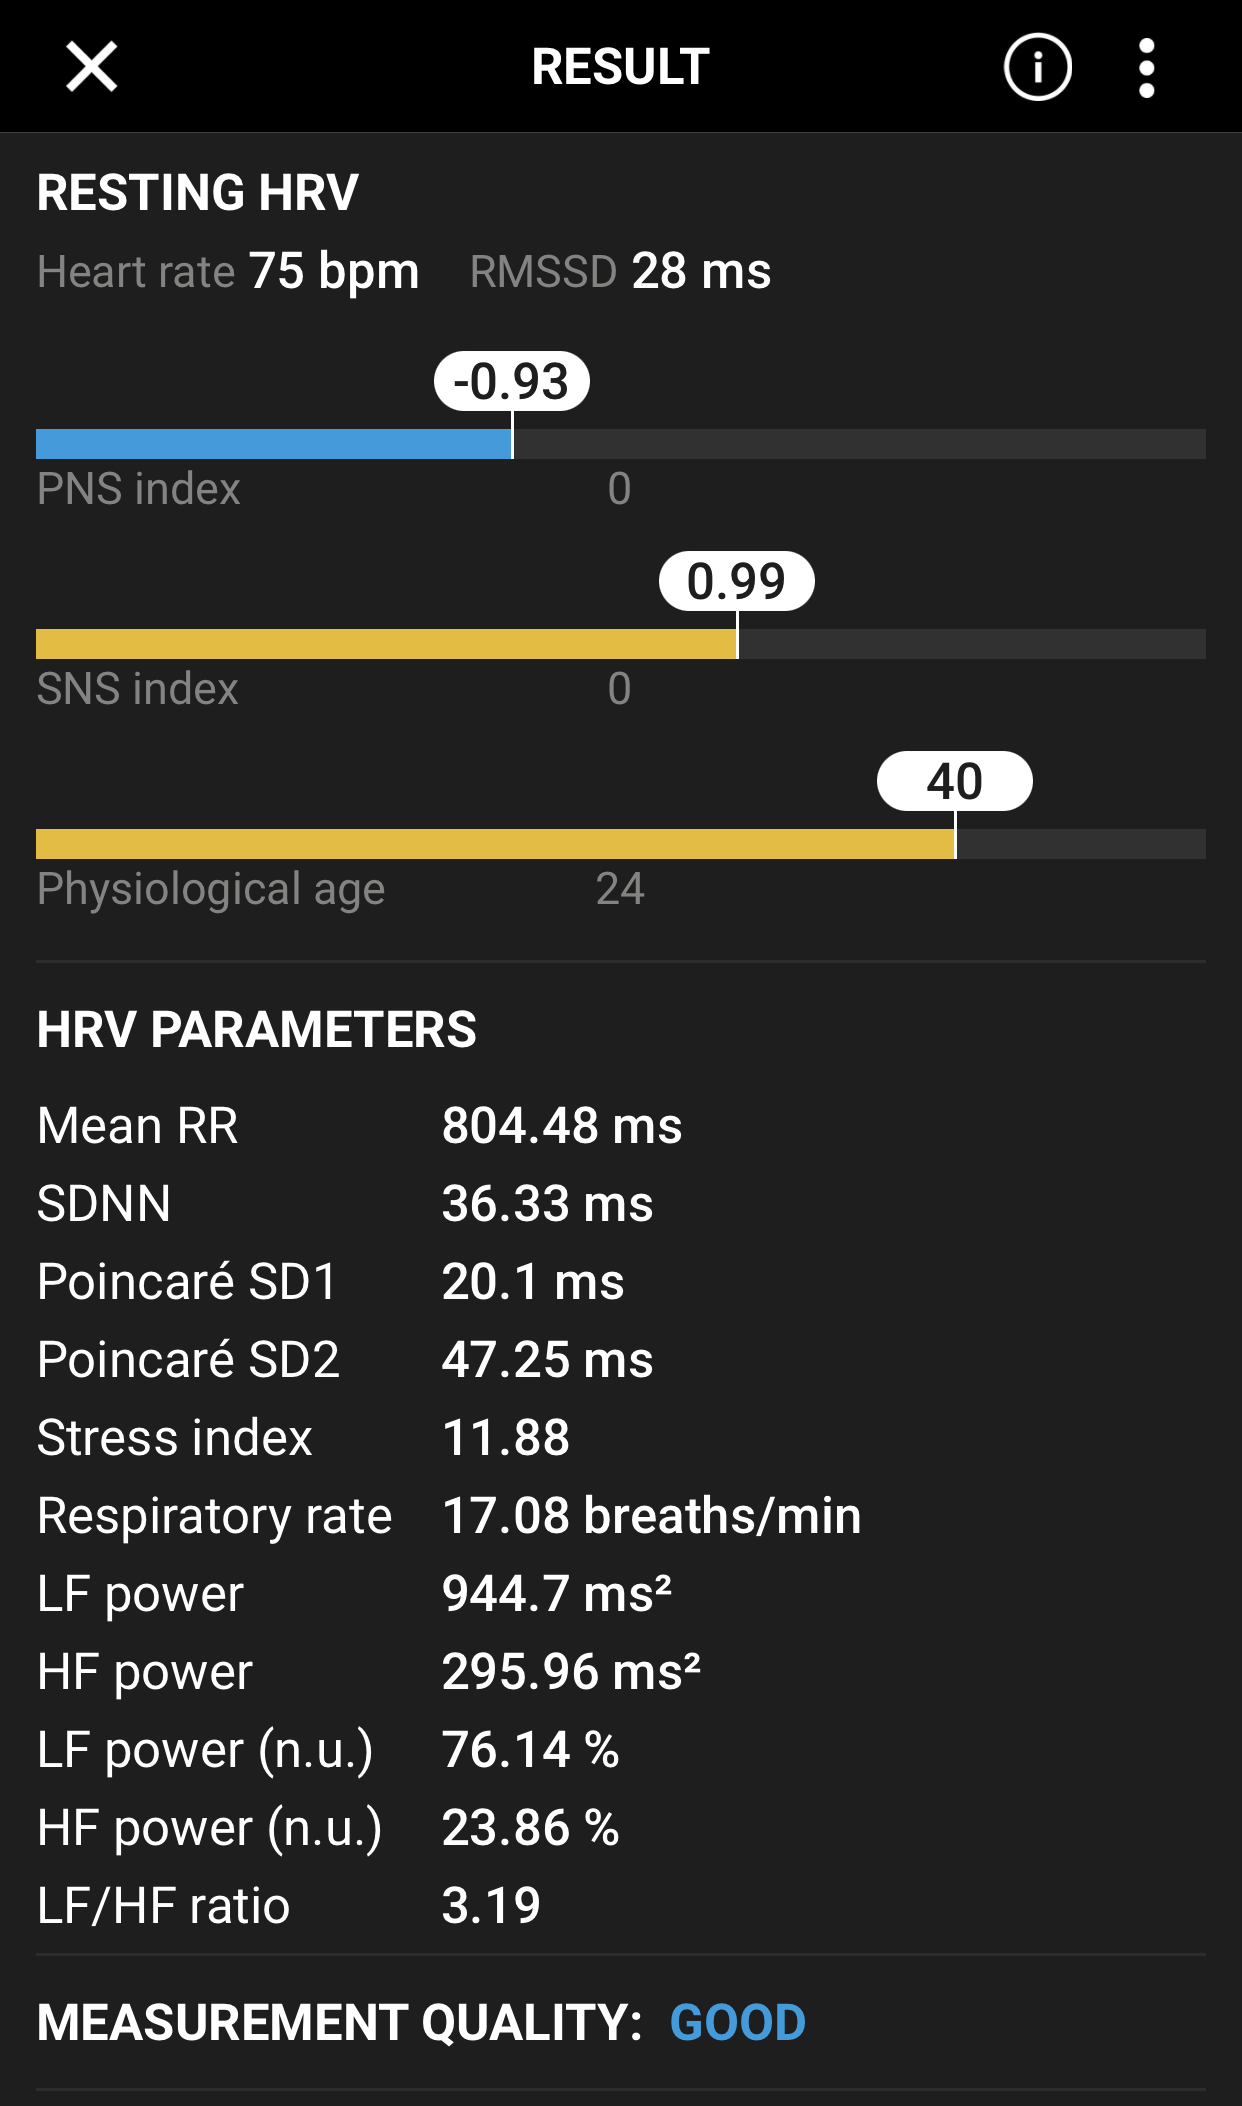 RESULT
RESTING HRV
Heart rate 75 bpm RMSSD 28 ms
-0.93
PNS index 0
0.99
SNS index 0
40
Physiological age 24
HRV PARAMETERS
Mean RR 804.48 ms
SDNN 36.33 ms
Poincaré SD1 20.1 ms
Poincaré SD2 47.25 ms
Stress index 11.88
Respiratory rate 17.08 breaths/min
LF power 944.7 ms²
HF power 295.96 ms²
LF power (n.u.) 76.14 %
HF power (n.u.) 23.86 %
LF/HF ratio 3.19
MEASUREMENT QUALITY: GOOD